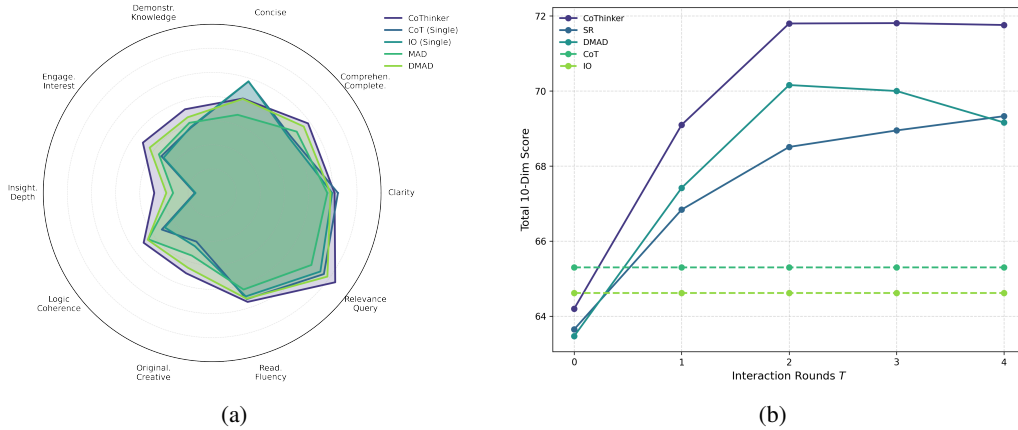 Demonstr.
Knowledge
Concise
Engage.
Interest
Comprehen.
Complete.
Insight.
Depth
Clarity
Logic
Coherence
Relevance
Query
Original.
Creative
Read.
Fluency
CoThinker
CoT (Single)
IO (Single)
MAD
DMAD
(a)
Total 10-Dim Score
72
70
68
66
64
CoThinker
SR
DMAD
CoT
IO
0 1 2 3 4
Interaction Rounds T
(b)